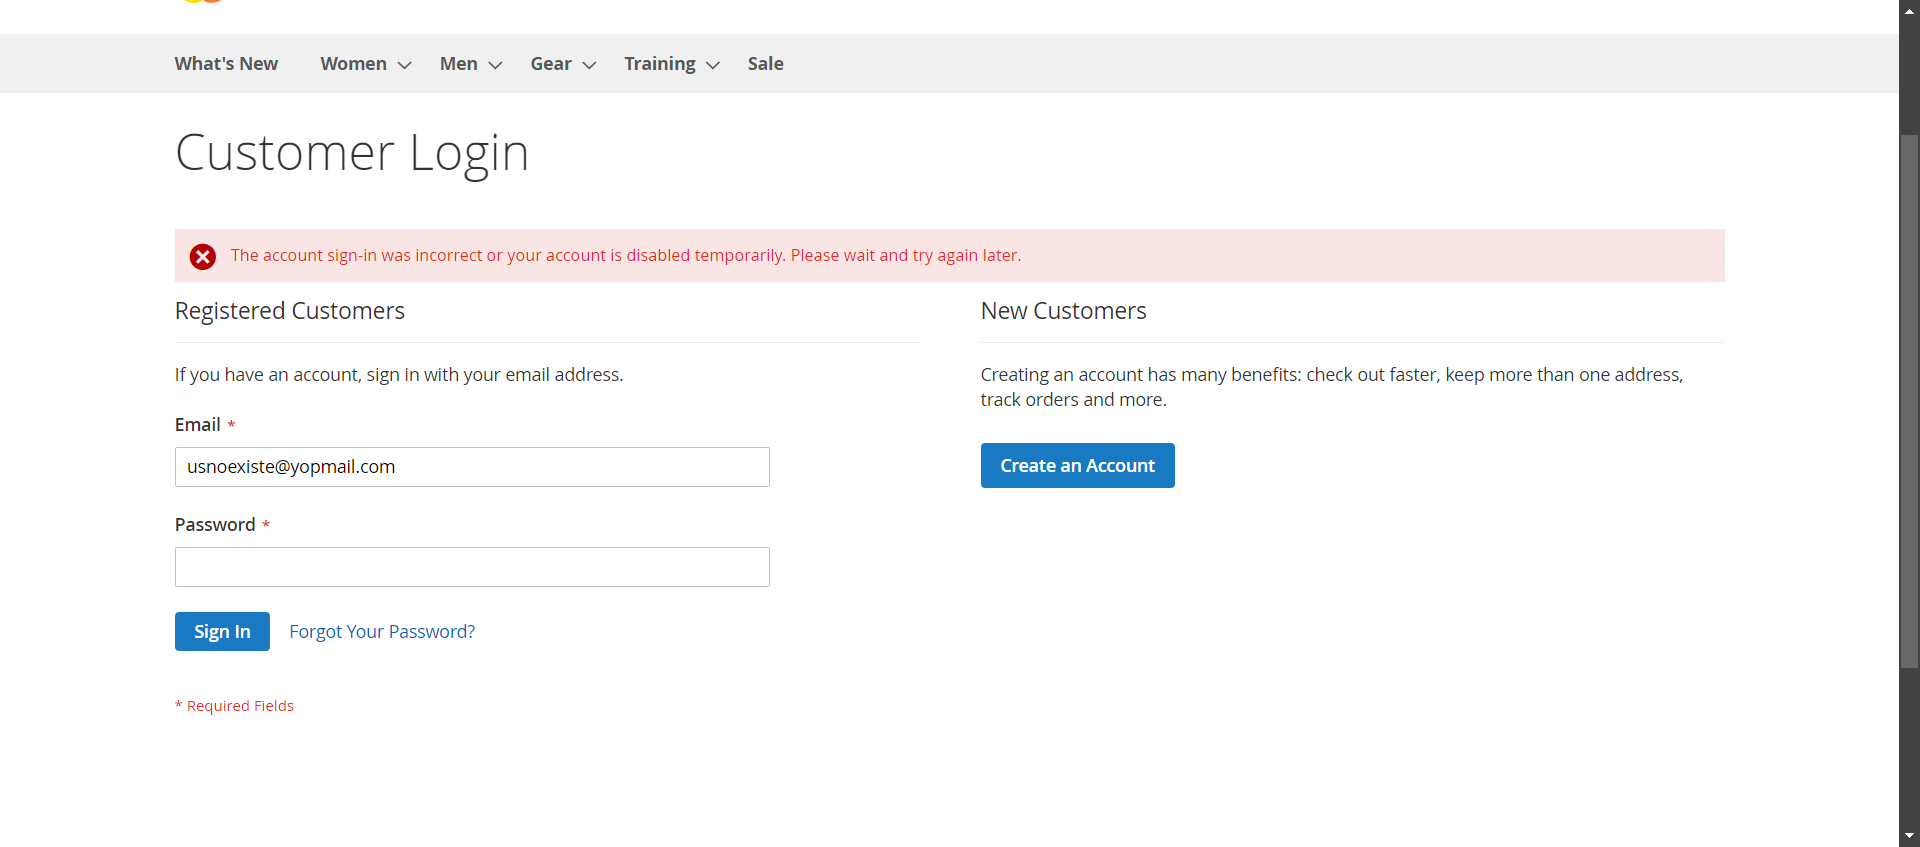 What's New Women Men Gear Training Sale
Customer Login
The account sign-in was incorrect or your account is disabled temporarily. Please wait and try again later.
Registered Customers
If you have an account, sign in with your email address.
Email *
usnoexiste@yopmail.com
Password *
Sign In Forgot Your Password?
* Required Fields
New Customers
Creating an account has many benefits: check out faster, keep more than one address,
track orders and more.
Create an Account